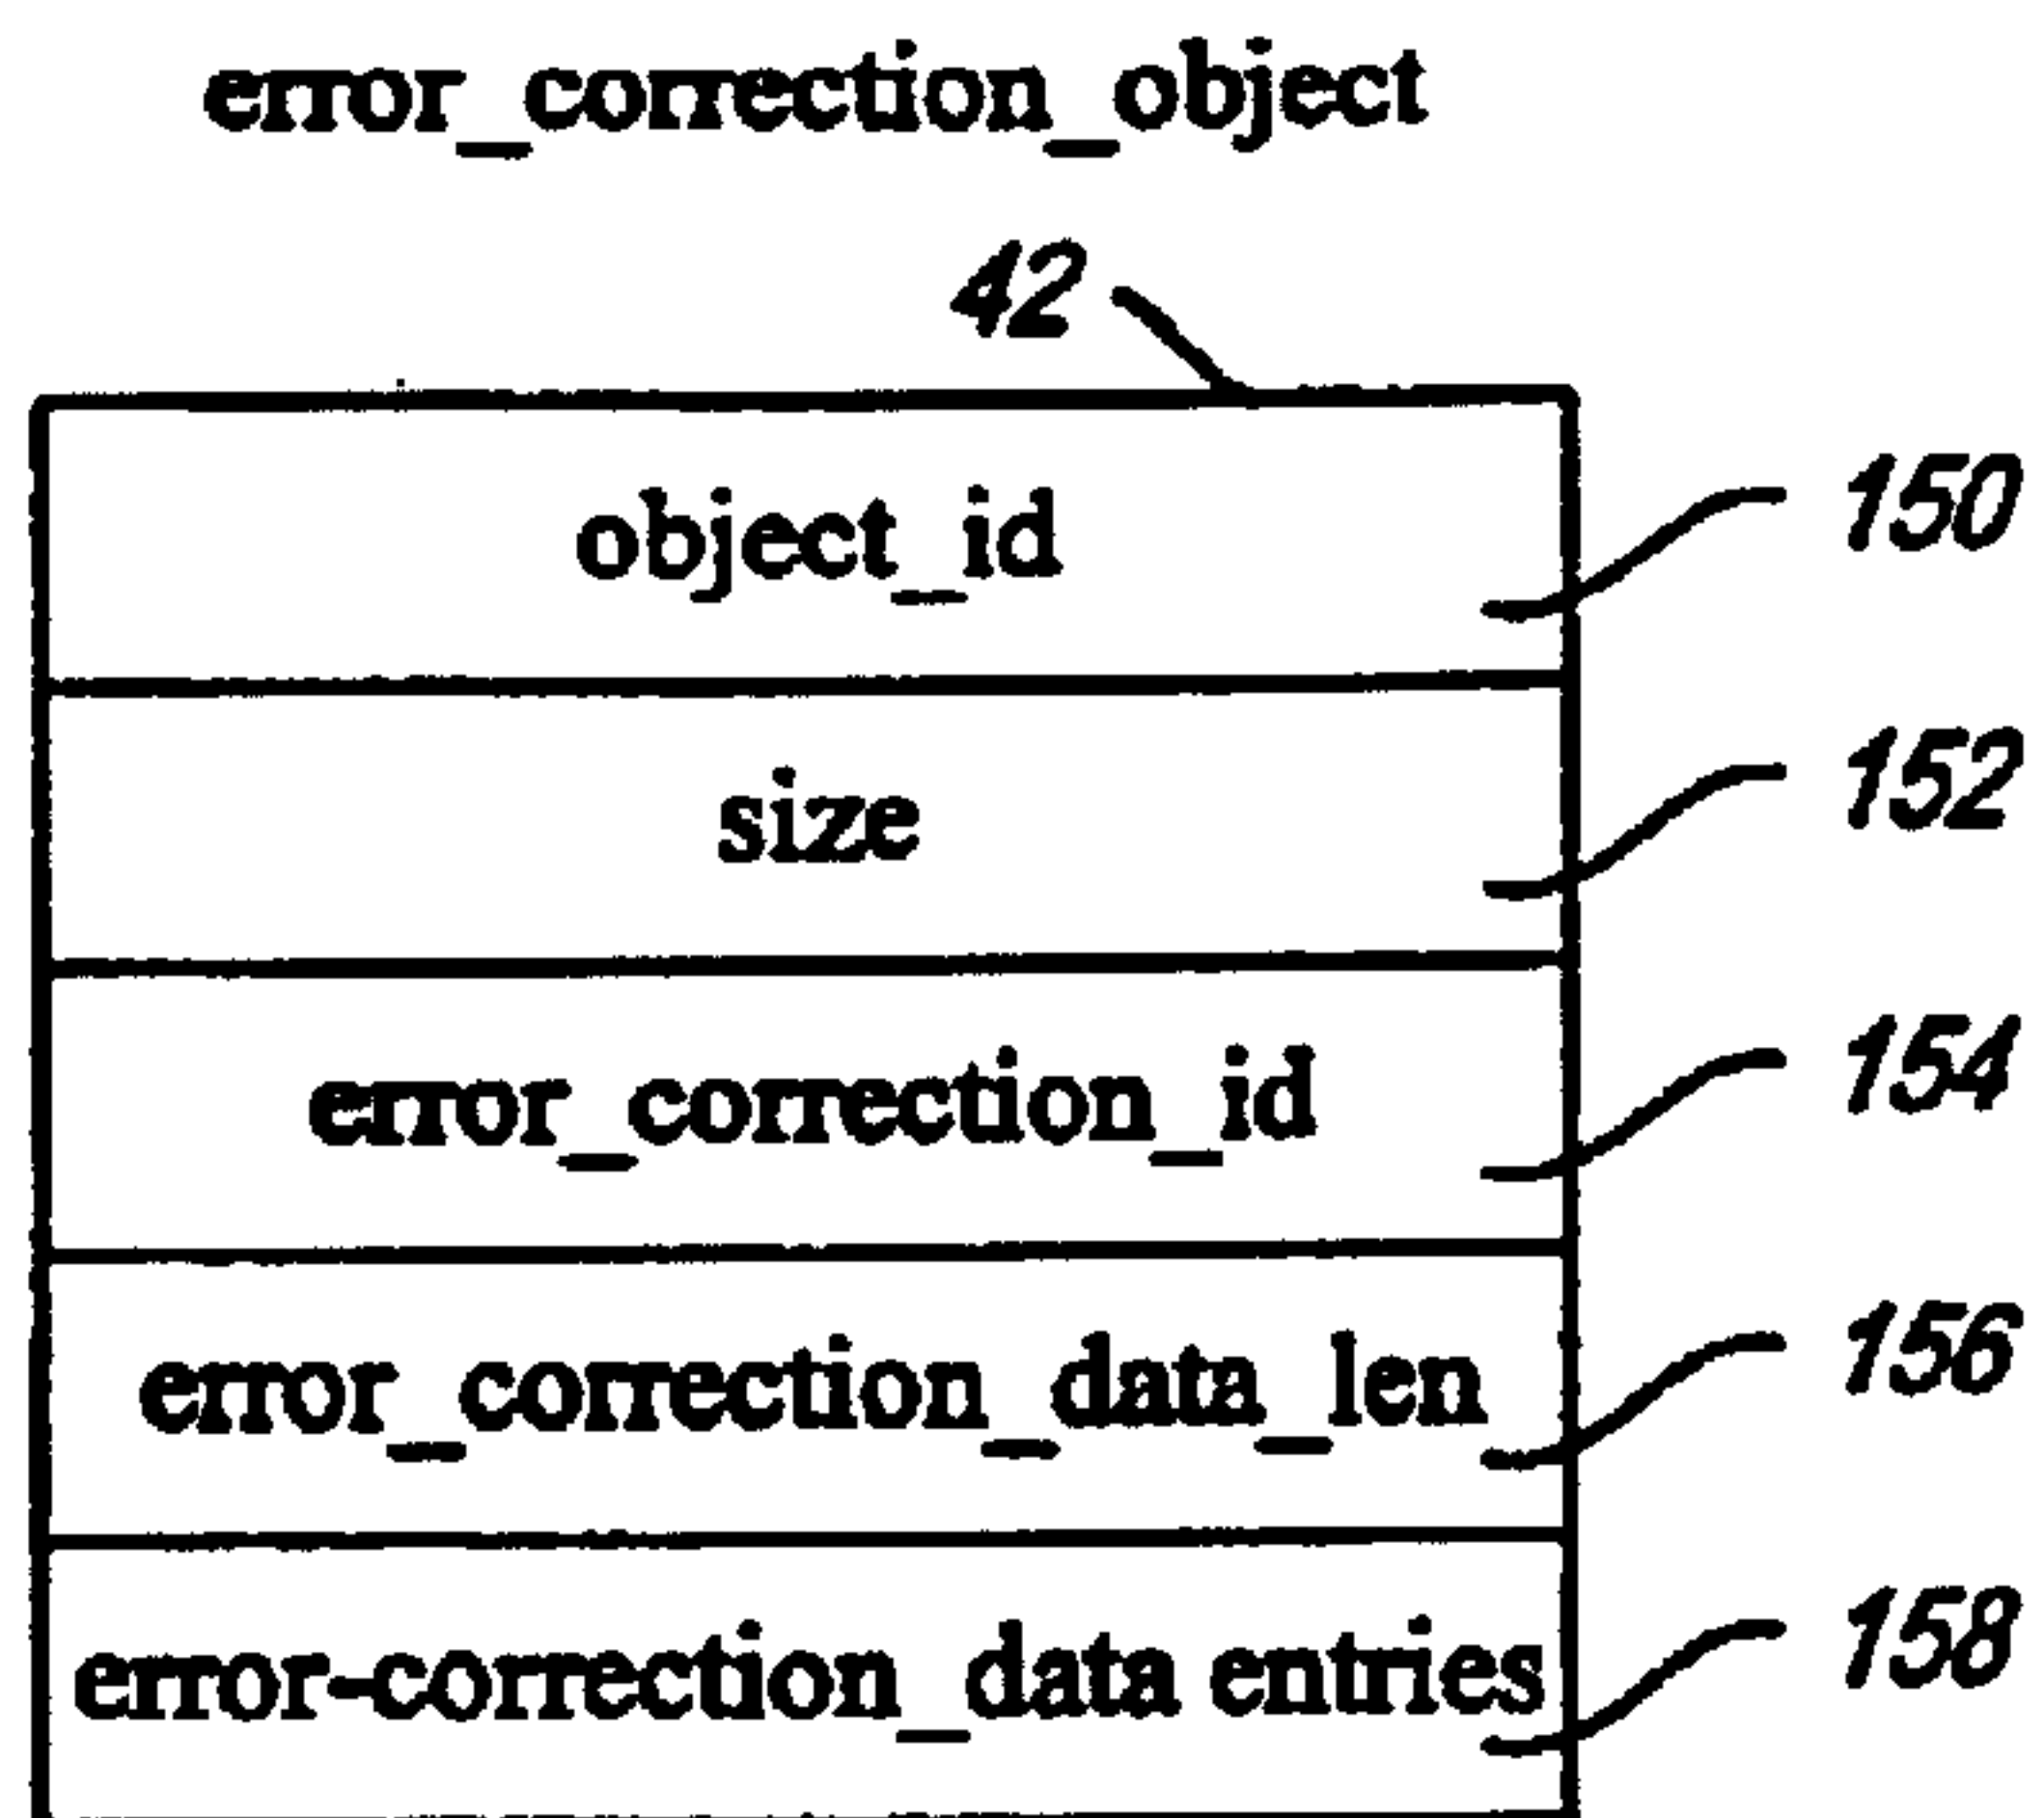 error_correction_object
42
object_id
150
size
152
error_correction_id
154
error_correction_data_len
156
error-correction_data entries
158